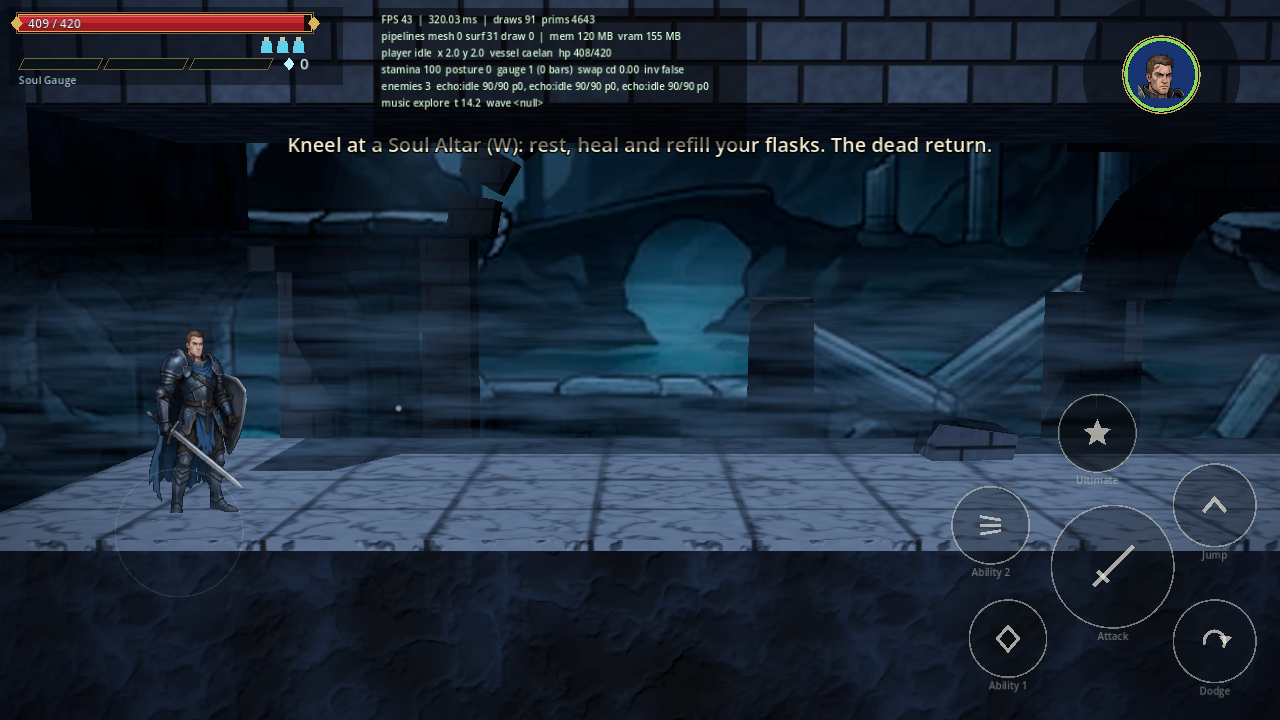 409 / 420
0
Soul Gauge
FPS 43 | 320.03 ms | draws 91 prims 4643
pipelines mesh 0 surf 31 draw 0 | mem 120 MB vram 155 MB
player idle x 2.0 y 2.0 vessel caelan hp 408/420
stamina 100 posture 0 gauge 1 (0 bars) swap cd 0.00 inv false
enemies 3 echo:idle 90/90 p0, echo:idle 90/90 p0, echo:idle 90/90 p0
music explore t 14.2 wave <null>
Kneel at a Soul Altar (W): rest, heal and refill your flasks. The dead return.
Ultimate
Jump
Ability 2
Attack
Ability 1
Dodge